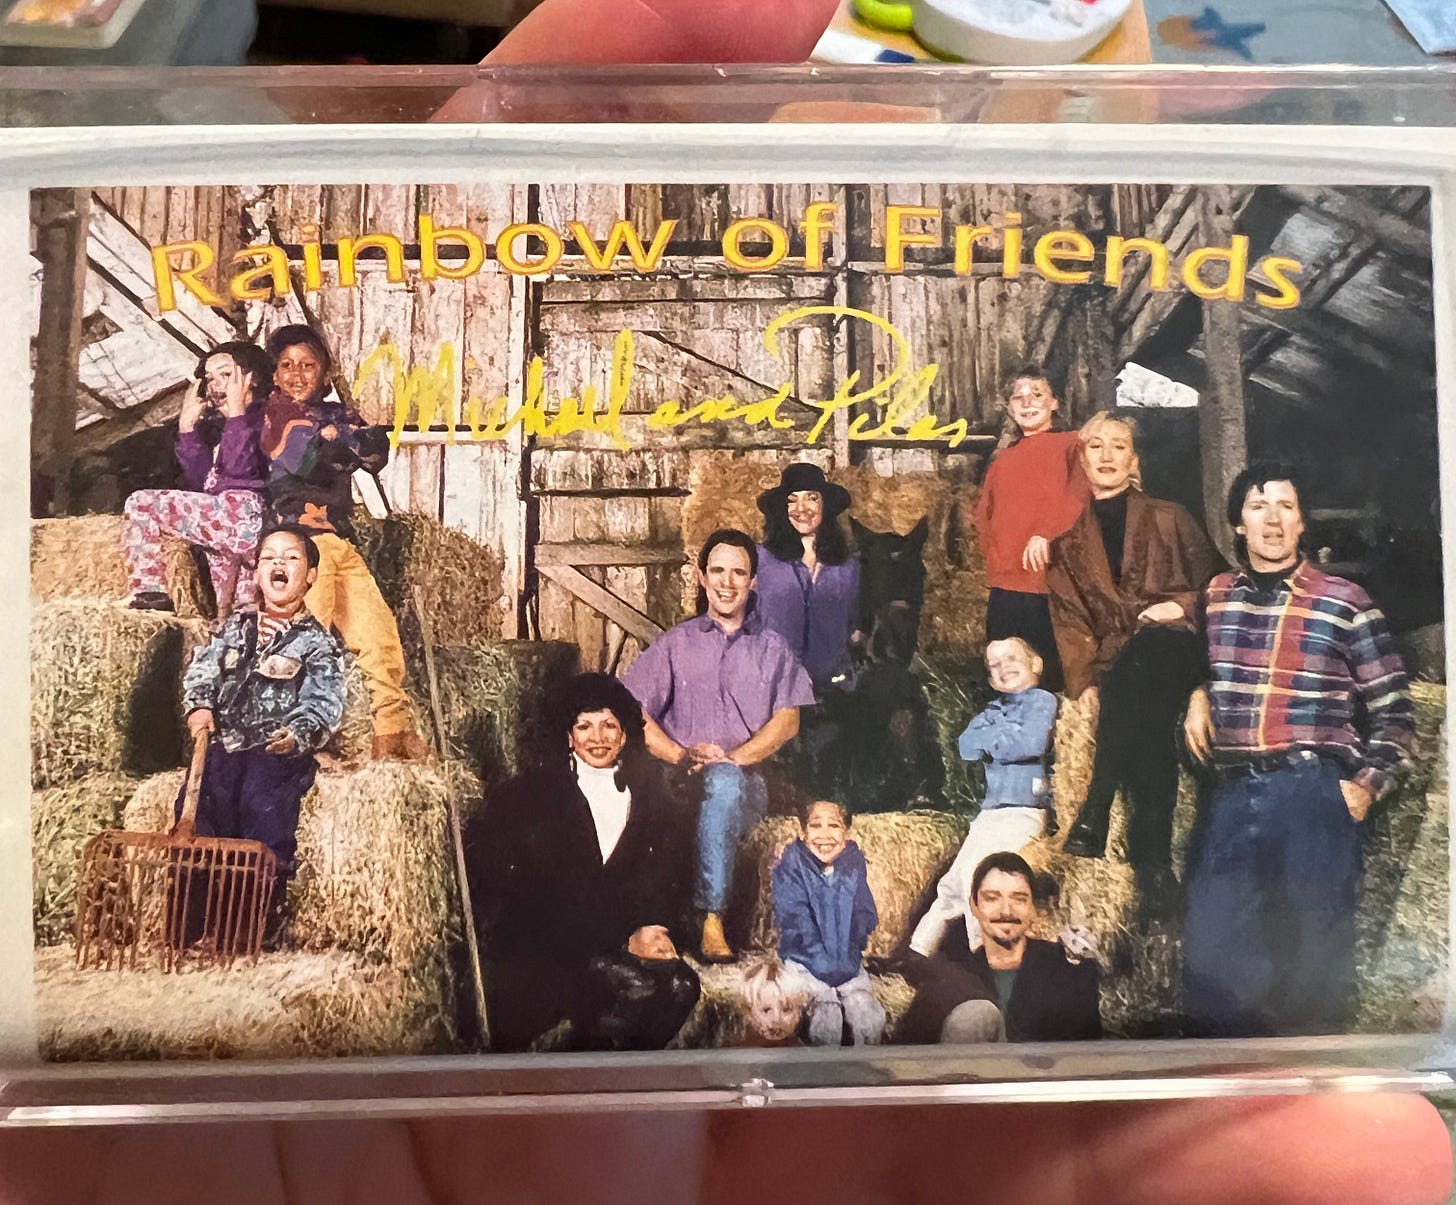 Rainbow of Friends
Michael and Pilar